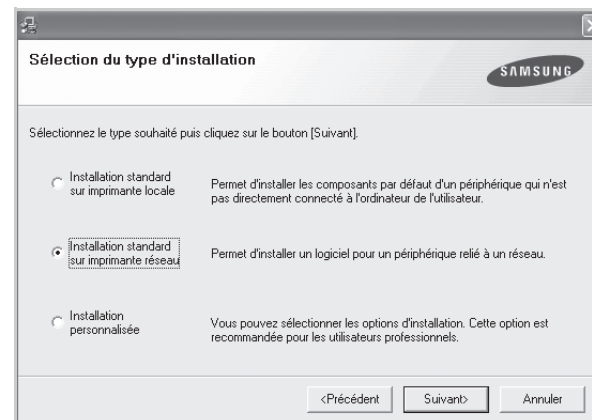 Sélection du type d'installation
SAMSUNG
Sélectionnez le type souhaité puis cliquez sur le bouton [Suivant].
Installation standard
sur imprimante locale
Permet d'installer les composants par défaut d'un périphérique qui n'est
pas directement connecté à l'ordinateur de l'utilisateur.
Installation standard
sur imprimante réseau
Permet d'installer un logiciel pour un périphérique relié à un réseau.
Installation
personnalisée
Vous pouvez sélectionner les options d'installation. Cette option est
recommandée pour les utilisateurs professionnels.
<Précédent
Suivant>
Annuler